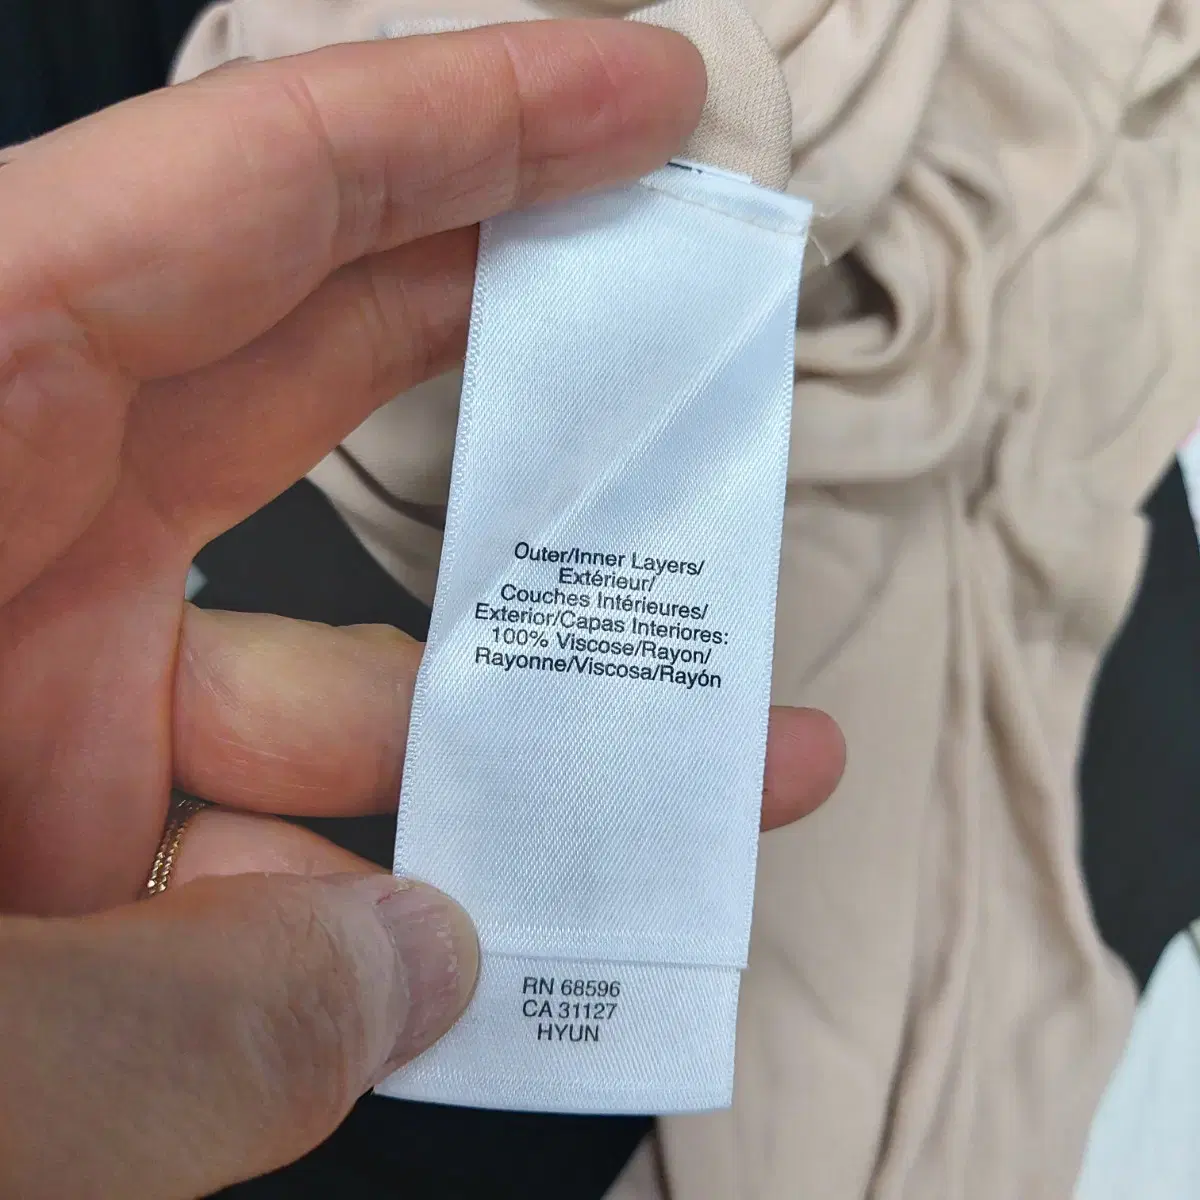 Outer/Inner Layers/
Extérieur/
Couches Intérieures/
Exterior/Capas Interiores:
100% Viscose/Rayon/
Rayonne/Viscosa/Rayón
RN 68596
CA 31127
HYUN